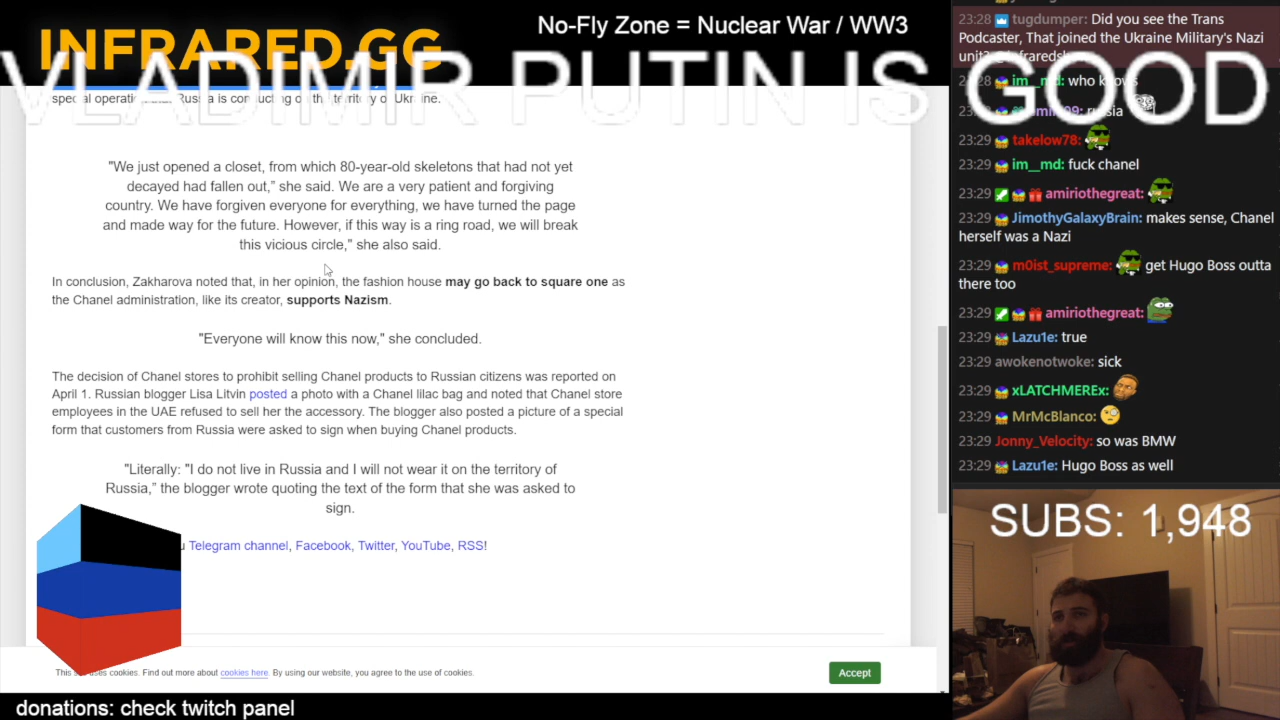 INFRARED.GG
No-Fly Zone = Nuclear War / WW3
VLADIMIR PUTIN IS GOOD
special operation that Russia is conducting on the territory of Ukraine.
"We just opened a closet, from which 80-year-old skeletons that had not yet
decayed had fallen out," she said. We are a very patient and forgiving
country. We have forgiven everyone for everything, we have turned the page
and made way for the future. However, if this way is a ring road, we will break
this vicious circle," she also said.
In conclusion, Zakharova noted that, in her opinion, the fashion house may go back to square one as
the Chanel administration, like its creator, supports Nazism.
"Everyone will know this now," she concluded.
The decision of Chanel stores to prohibit selling Chanel products to Russian citizens was reported on
April 1. Russian blogger Lisa Litvin posted a photo with a Chanel lilac bag and noted that Chanel store
employees in the UAE refused to sell her the accessory. The blogger also posted a picture of a special
form that customers from Russia were asked to sign when buying Chanel products.
"Literally: "I do not live in Russia and I will not wear it on the territory of
Russia," the blogger wrote quoting the text of the form that she was asked to
sign.
Telegram channel, Facebook, Twitter, YouTube, RSS!
This uses cookies. Find out more about cookies here. By using our website, you agree to the use of cookies.
Accept
donations: check twitch panel
23:28 tugdumper: Did you see the Trans
Podcaster, That joined the Ukraine Military's Nazi
unit?
im__md: who knows
russia
23:29 takelow78:
23:29 im__md: fuck chanel
23:29 amiriothegreat:
23:29 JimothyGalaxyBrain: makes sense, Chanel
herself was a Nazi
23:29 m0ist_supreme: get Hugo Boss outta
there too
23:29 amiriothegreat:
23:29 Lazu1e: true
23:29 awokenotwoke: sick
23:29 xLATCHMEREx:
23:29 MrMcBlanco:
23:29 Jonny_Velocity: so was BMW
23:29 Lazu1e: Hugo Boss as well
SUBS: 1,948